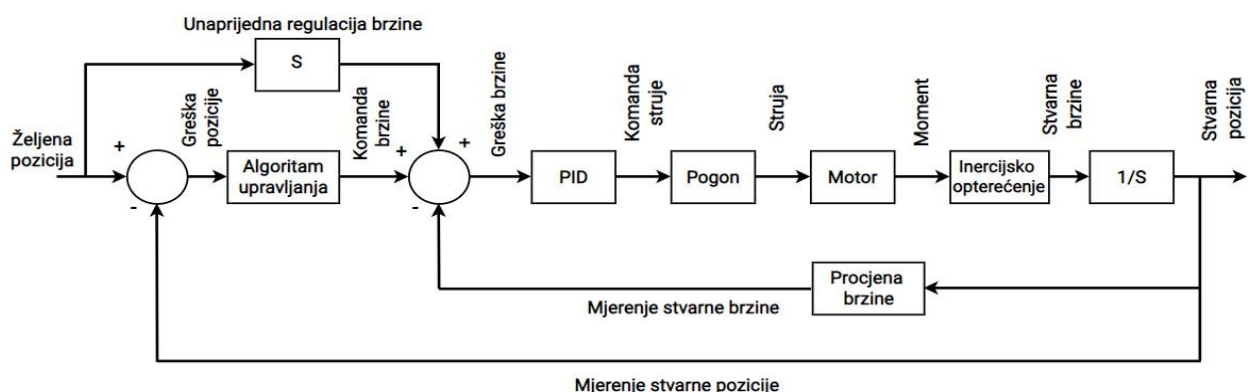 Unaprijedna regulacija brzine
S
Željena
pozicija
+
-
Greška
pozicije
Algoritam
upravljanja
Komanda
brzine
+
+
-
Greška brzine
PID
Komanda
struje
Pogon
Struja
Motor
Moment
Inercijsko
opterećenje
Stvarna
brzine
1/S
Stvarna
pozicija
Procjena
brzine
Mjerenje stvarne brzine
Mjerenje stvarne pozicije